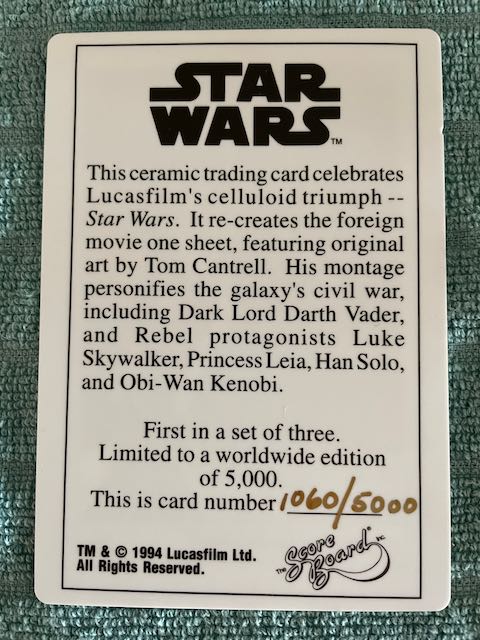 STAR
WARS™
This ceramic trading card celebrates
Lucasfilm's celluloid triumph --
Star Wars. It re-creates the foreign
movie one sheet, featuring original
art by Tom Cantrell. His montage
personifies the galaxy's civil war,
including Dark Lord Darth Vader,
and Rebel protagonists Luke
Skywalker, Princess Leia, Han Solo,
and Obi-Wan Kenobi.
First in a set of three.
Limited to a worldwide edition
of 5,000.
This is card number 1060/5000
TM & © 1994 Lucasfilm Ltd.
All Rights Reserved.
The Score
Board® Inc